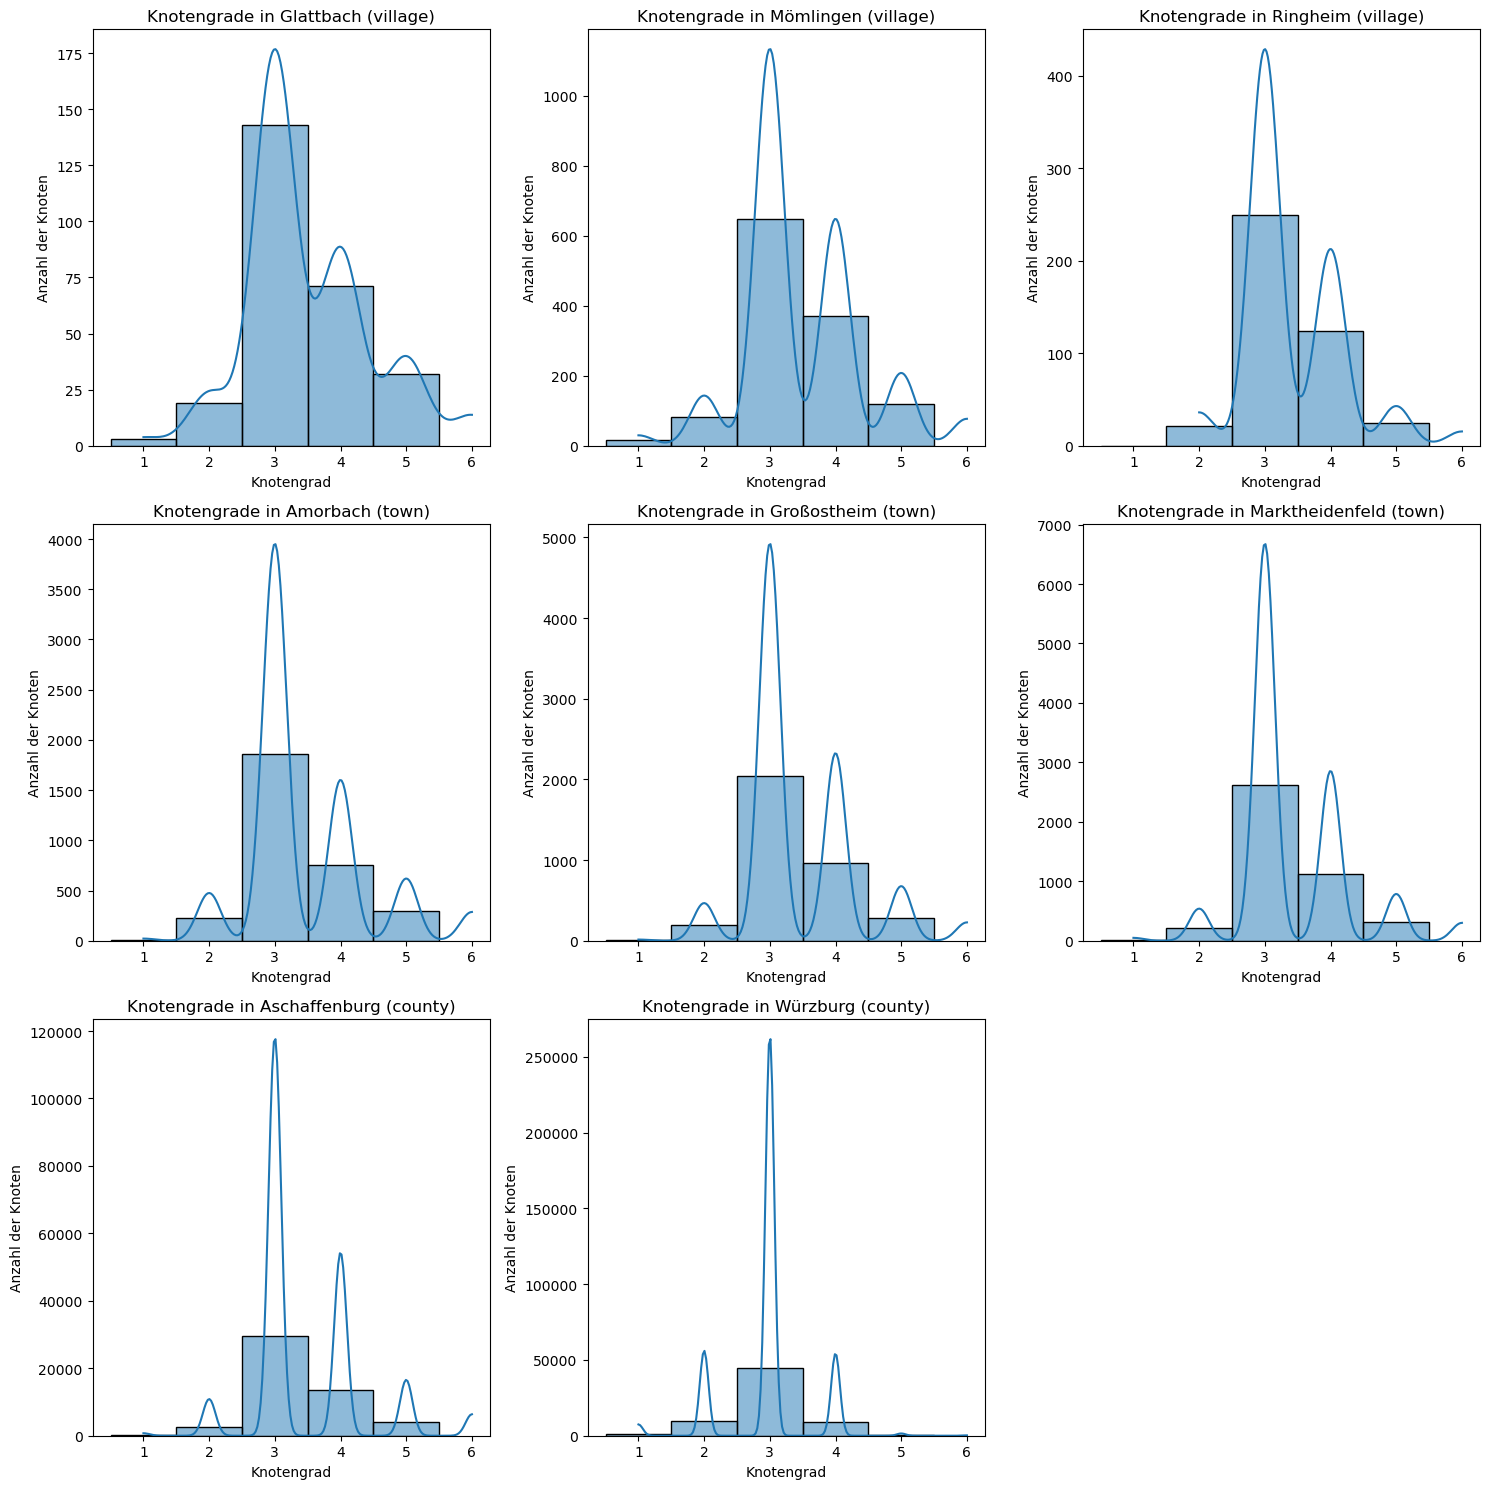 Knotengrade in Glattbach (village)
175
150
125
100
75
50
25
0
Anzahl der Knoten
1 2 3 4 5 6
Knotengrad
Knotengrade in Mömlingen (village)
1000
800
600
400
200
0
Anzahl der Knoten
1 2 3 4 5 6
Knotengrad
Knotengrade in Ringheim (village)
400
300
200
100
0
Anzahl der Knoten
1 2 3 4 5 6
Knotengrad
Knotengrade in Amorbach (town)
4000
3500
3000
2500
2000
1500
1000
500
0
Anzahl der Knoten
1 2 3 4 5 6
Knotengrad
Knotengrade in Großostheim (town)
5000
4000
3000
2000
1000
0
Anzahl der Knoten
1 2 3 4 5 6
Knotengrad
Knotengrade in Marktheidenfeld (town)
7000
6000
5000
4000
3000
2000
1000
0
Anzahl der Knoten
1 2 3 4 5 6
Knotengrad
Knotengrade in Aschaffenburg (county)
120000
100000
80000
60000
40000
20000
0
Anzahl der Knoten
1 2 3 4 5 6
Knotengrad
Knotengrade in Würzburg (county)
250000
200000
150000
100000
50000
0
Anzahl der Knoten
1 2 3 4 5 6
Knotengrad